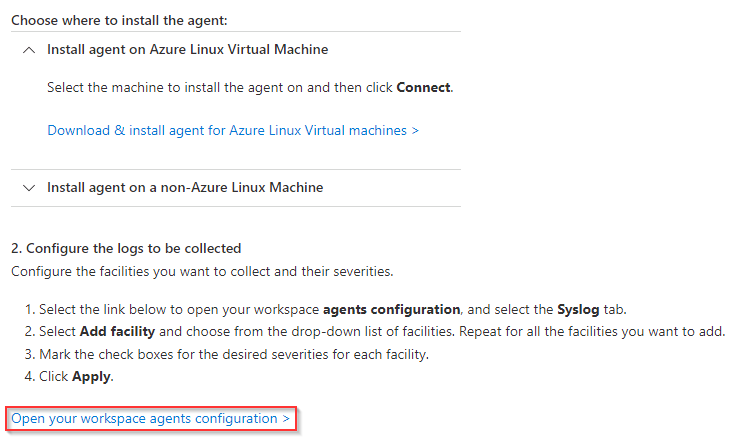 Choose where to install the agent:
Install agent on Azure Linux Virtual Machine
Select the machine to install the agent on and then click Connect.
Download & install agent for Azure Linux Virtual machines >
Install agent on a non-Azure Linux Machine
2. Configure the logs to be collected
Configure the facilities you want to collect and their severities.
1. Select the link below to open your workspace agents configuration, and select the Syslog tab.
2. Select Add facility and choose from the drop-down list of facilities. Repeat for all the facilities you want to add.
3. Mark the check boxes for the desired severities for each facility.
4. Click Apply.
Open your workspace agents configuration >